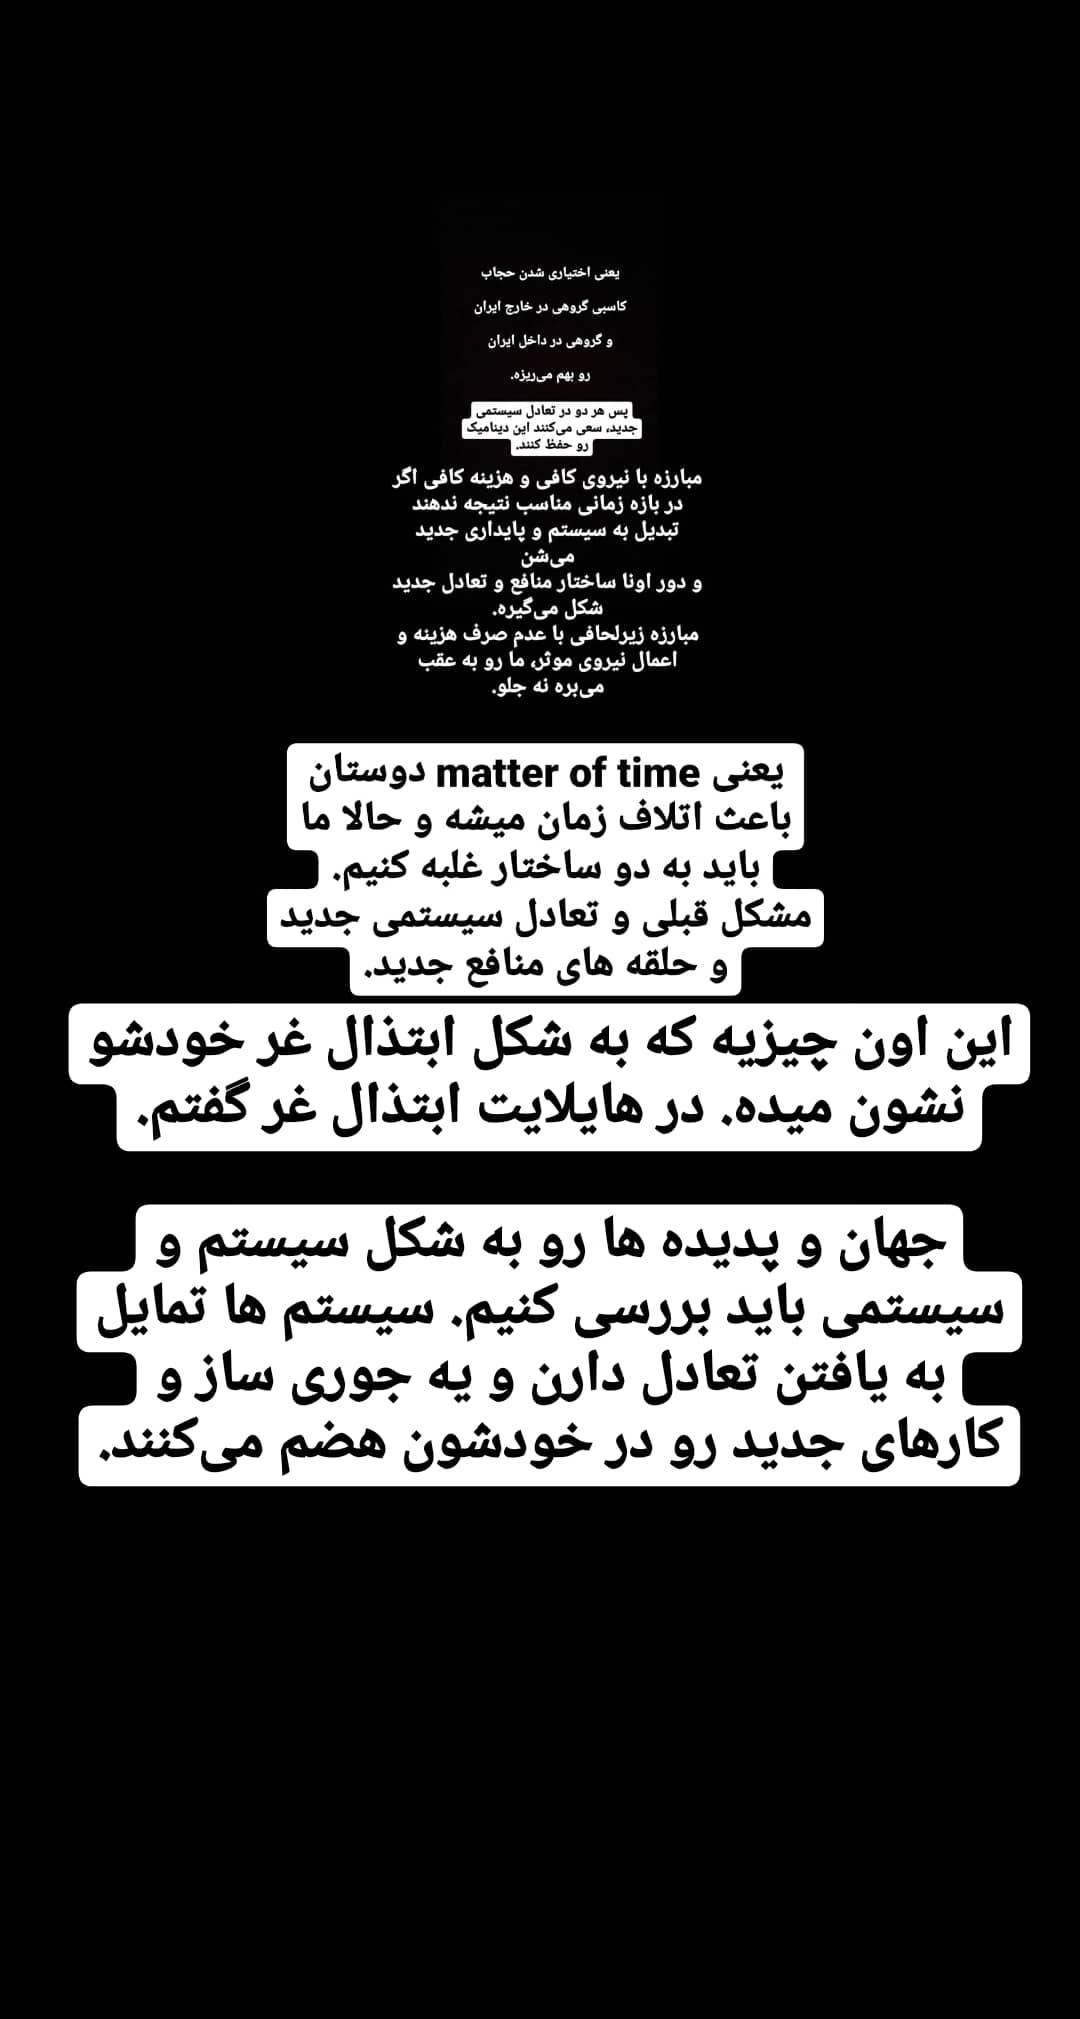 یعنی اختیاری شدن حجاب
کاسبی گروهی در خارج ایران
و گروهی در داخل ایران
رو بهم می‌ریزه.
پس هر دو در تعادل سیستمی
جدید، سعی می‌کنند این دینامیک
رو حفظ کنند.
مبارزه با نیروی کافی و هزینه کافی اگر
در بازه زمانی مناسب نتیجه ندهند
تبدیل به سیستم و پایداری جدید
می‌شن
و دور اونا ساختار منافع و تعادل جدید
شکل می‌گیره.
مبارزه زیرلحافی با عدم صرف هزینه و
اعمال نیروی موثر، ما رو به عقب
می‌بره نه جلو.
یعنی matter of time دوستان
باعث اتلاف زمان میشه و حالا ما
باید به دو ساختار غلبه کنیم.
مشکل قبلی و تعادل سیستمی جدید
و حلقه های منافع جدید.
این اون چیزیه که به شکل ابتذال غر خودشو
نشون میده. در هایلایت ابتذال غر گفتم.
جهان و پدیده ها رو به شکل سیستم و
سیستمی باید بررسی کنیم. سیستم ها تمایل
به یافتن تعادل دارن و یه جوری ساز و
کارهای جدید رو در خودشون هضم می‌کنند.